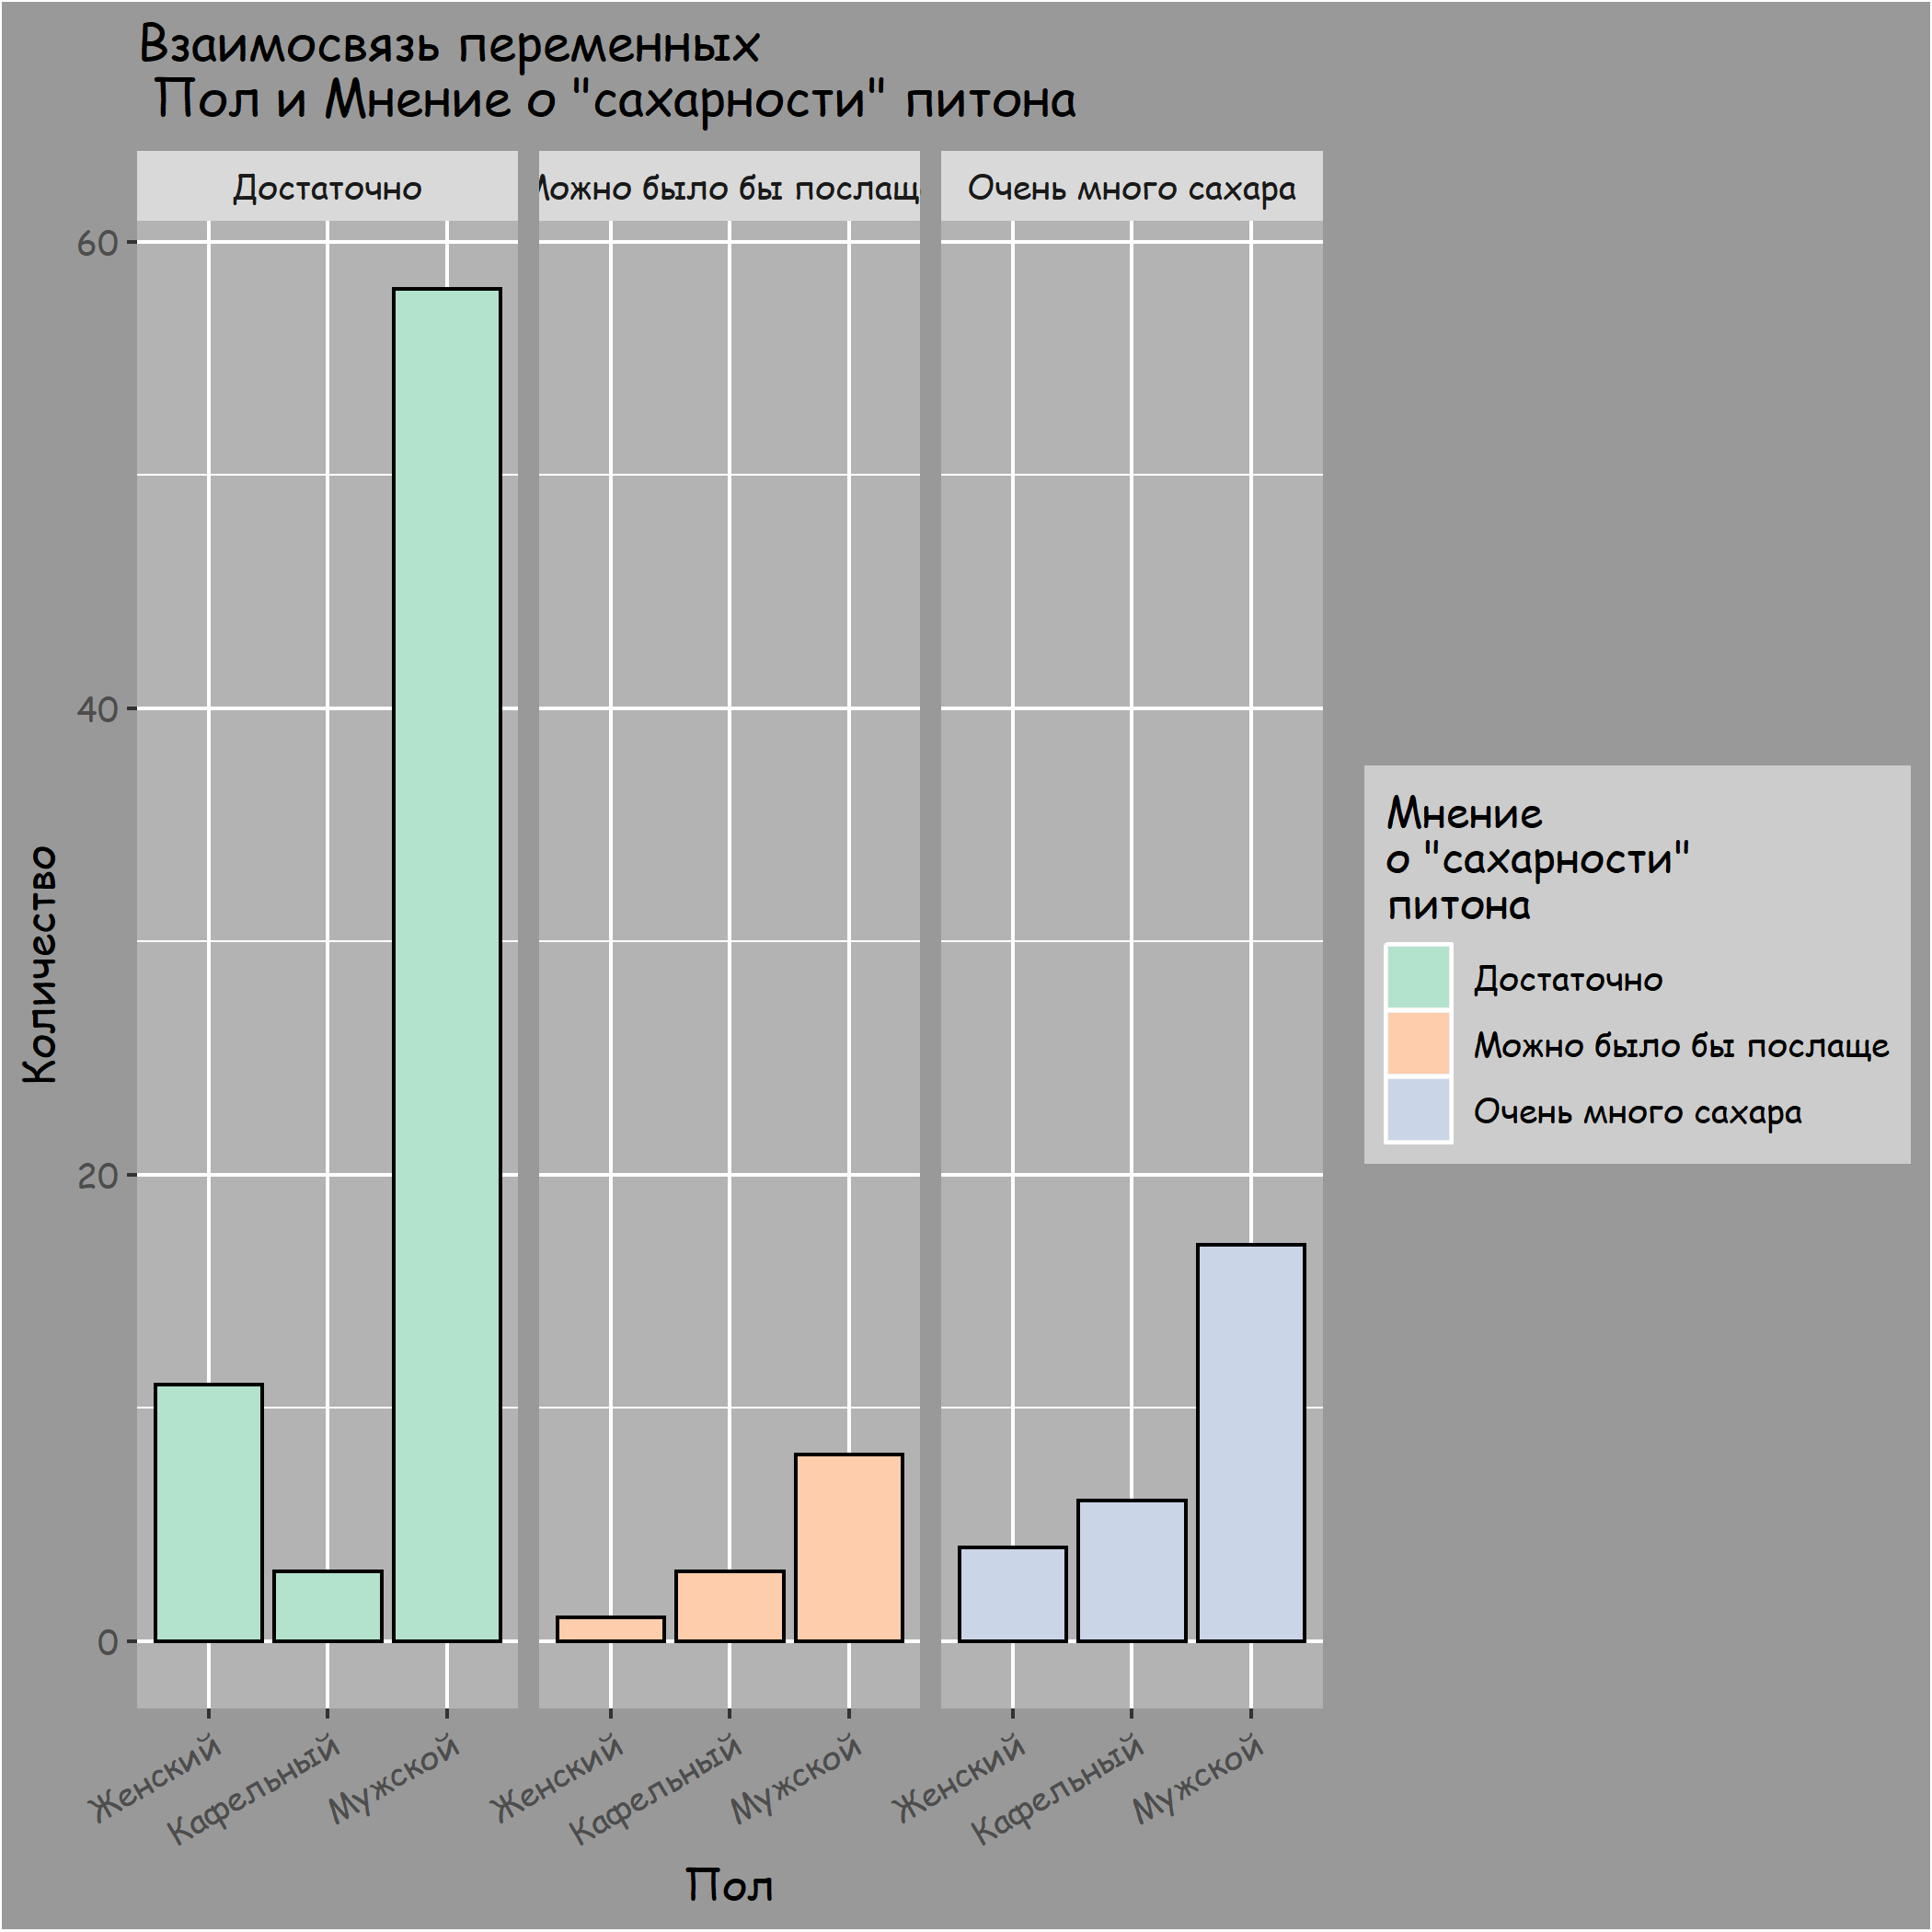 Взаимосвязь переменных
Пол и Мнение о "сахарности" питона
Достаточно
Можно было бы послаще
Очень много сахара
60
40
20
0
Количество
Женский
Кафельный
Мужской
Женский
Кафельный
Мужской
Женский
Кафельный
Мужской
Пол
Мнение
о "сахарности"
питона
Достаточно
Можно было бы послаще
Очень много сахара